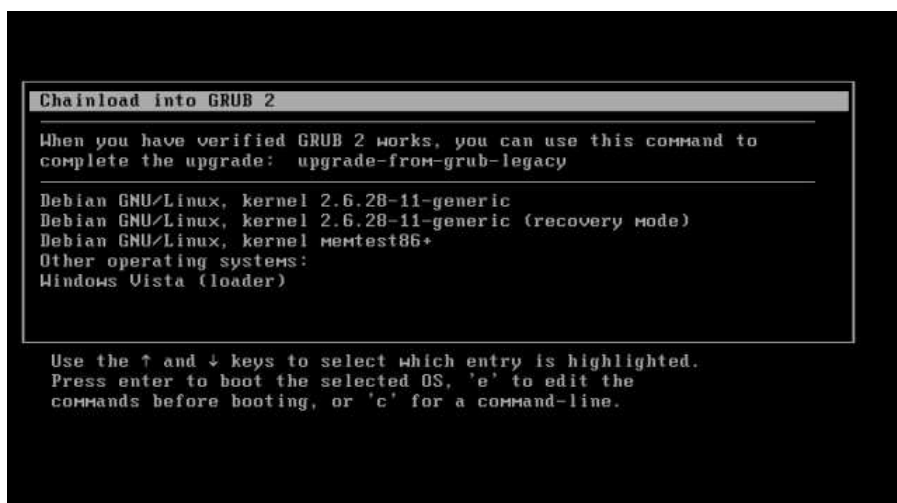 Chainload into GRUB 2
When you have verified GRUB 2 works, you can use this command to
complete the upgrade:  upgrade-from-grub-legacy
Debian GNU/Linux, kernel 2.6.28-11-generic
Debian GNU/Linux, kernel 2.6.28-11-generic (recovery mode)
Debian GNU/Linux, kernel memtest86+
Other operating systems:
Windows Vista (loader)
Use the ↑ and ↓ keys to select which entry is highlighted.
Press enter to boot the selected OS, 'e' to edit the
commands before booting, or 'c' for a command-line.